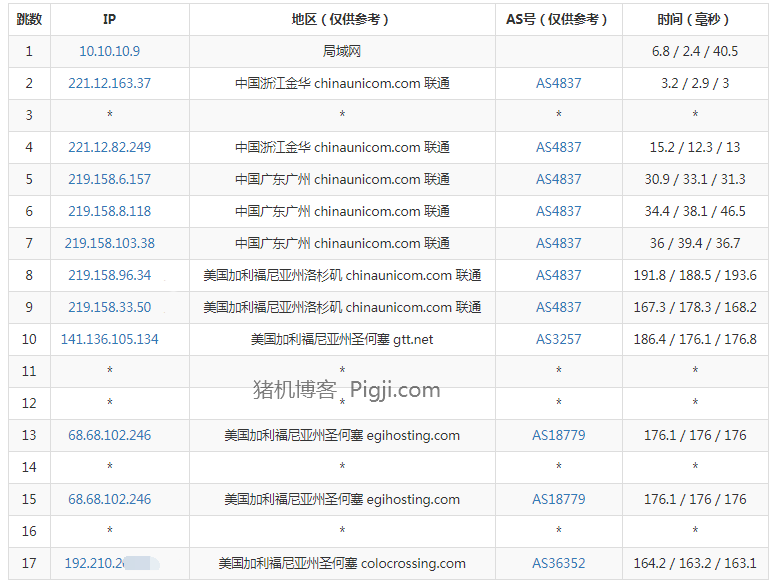 跳数 IP 地区（仅供参考） AS号（仅供参考） 时间（毫秒）
1 10.10.10.9 局域网 6.8 / 2.4 / 40.5
2 221.12.163.37 中国浙江金华 chinaunicom.com 联通 AS4837 3.2 / 2.9 / 3
3 * * * *
4 221.12.82.249 中国浙江金华 chinaunicom.com 联通 AS4837 15.2 / 12.3 / 13
5 219.158.6.157 中国广东广州 chinaunicom.com 联通 AS4837 30.9 / 33.1 / 31.3
6 219.158.8.118 中国广东广州 chinaunicom.com 联通 AS4837 34.4 / 38.1 / 46.5
7 219.158.103.38 中国广东广州 chinaunicom.com 联通 AS4837 36 / 39.4 / 36.7
8 219.158.96.34 美国加利福尼亚州洛杉矶 chinaunicom.com 联通 AS4837 191.8 / 188.5 / 193.6
9 219.158.33.50 美国加利福尼亚州洛杉矶 chinaunicom.com 联通 AS4837 167.3 / 178.3 / 168.2
10 141.136.105.134 美国加利福尼亚州圣何塞 gtt.net AS3257 186.4 / 176.1 / 176.8
11 * * * *
猪机博客 Pigji.com
12 * * * *
13 68.68.102.246 美国加利福尼亚州圣何塞 egihosting.com AS18779 176.1 / 176 / 176
14 * * * *
15 68.68.102.246 美国加利福尼亚州圣何塞 egihosting.com AS18779 176.1 / 176 / 176
16 * * * *
17 192.210.2 美国加利福尼亚州圣何塞 colocrossing.com AS36352 164.2 / 163.2 / 163.1